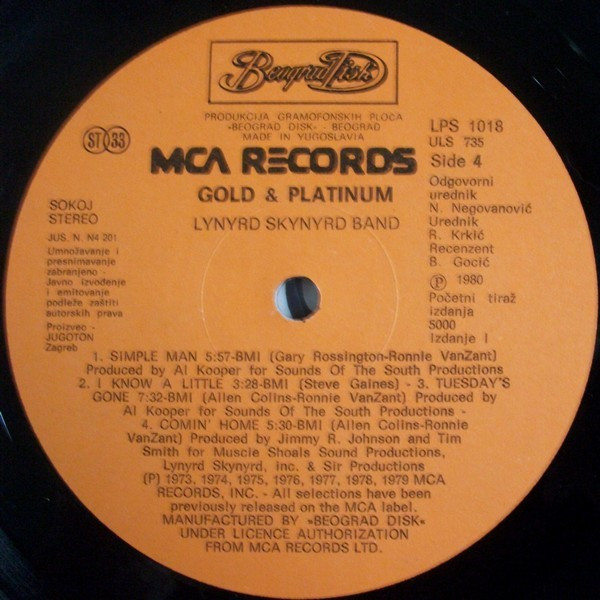 Beograd Disk
PRODUKCIJA GRAMOFONSKIH PLOČA
»BEOGRAD DISK« - BEOGRAD
MADE IN YUGOSLAVIA
MCA RECORDS
GOLD & PLATINUM
LYNYRD SKYNYRD BAND
ST 33
SOKOJ
STEREO
JUS. N. N4 201
Umnožavanje i
presnimavanje
zabranjeno -
Javno izvođenje
i emitovanje
podleže zaštiti
autorskih prava
Proizveo -
JUGOTON
Zagreb
LPS 1018
ULS 735
Side 4
Odgovorni
urednik
N. Negovanović
Urednik
R. Krkić
Recenzent
B. Gocić
Ⓟ 1980
Početni tiraž
izdanja
5000
Izdanje I
1. SIMPLE MAN 5:57-BMI (Gary Rossington-Ronnie VanZant)
Produced by Al Kooper for Sounds Of The South Productions
2. I KNOW A LITTLE 3:28-BMI (Steve Gaines) - 3. TUESDAY'S
GONE 7:32-BMI (Allen Colins-Ronnie VanZant) Produced by
Al Kooper for Sounds Of The South Productions -
4. COMIN' HOME 5:30-BMI (Allen Colins-Ronnie
VanZant) Produced by Jimmy R. Johnson and Tim
Smith for Muscle Shoals Sound Productions,
Lynyrd Skynyrd, Inc. & Sir Productions
(P) 1973, 1974, 1975, 1976, 1977, 1978, 1979 MCA
RECORDS, INC. - All selections have been
previously released on the MCA label.
MANUFACTURED BY »BEOGRAD DISK«
UNDER LICENCE AUTHORIZATION
FROM MCA RECORDS LTD.